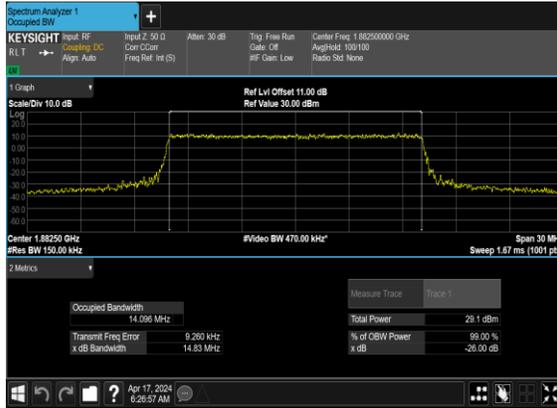 Spectrum Analyzer 1
Occupied BW
+
KEYSIGHT Input: RF Input Z: 50 Ω Atten: 30 dB Trig: Free Run Center Freq: 1.882500000 GHz
RLT Coupling: DC Corr CCorr Gate: Off Avg|Hold: 100/100
Align: Auto Freq Ref: Int (S) #IF Gain: Low Radio Std: None
1 Graph
Ref Lvl Offset 11.00 dB
Scale/Div 10.0 dB Ref Value 30.00 dBm
Log
20.0
10.0
0.00
-10.0
-20.0
-30.0
-40.0
-50.0
-60.0
Center 1.88250 GHz #Video BW 470.00 kHz* Span 30 MH
#Res BW 150.00 kHz Sweep 1.67 ms (1001 pt
2 Metrics
Measure Trace Trace 1
Occupied Bandwidth
14.096 MHz Total Power 29.1 dBm
Transmit Freq Error 9.260 kHz % of OBW Power 99.00 %
x dB Bandwidth 14.83 MHz x dB -26.00 dB
?
Apr 17, 2024
6:26:57 AM